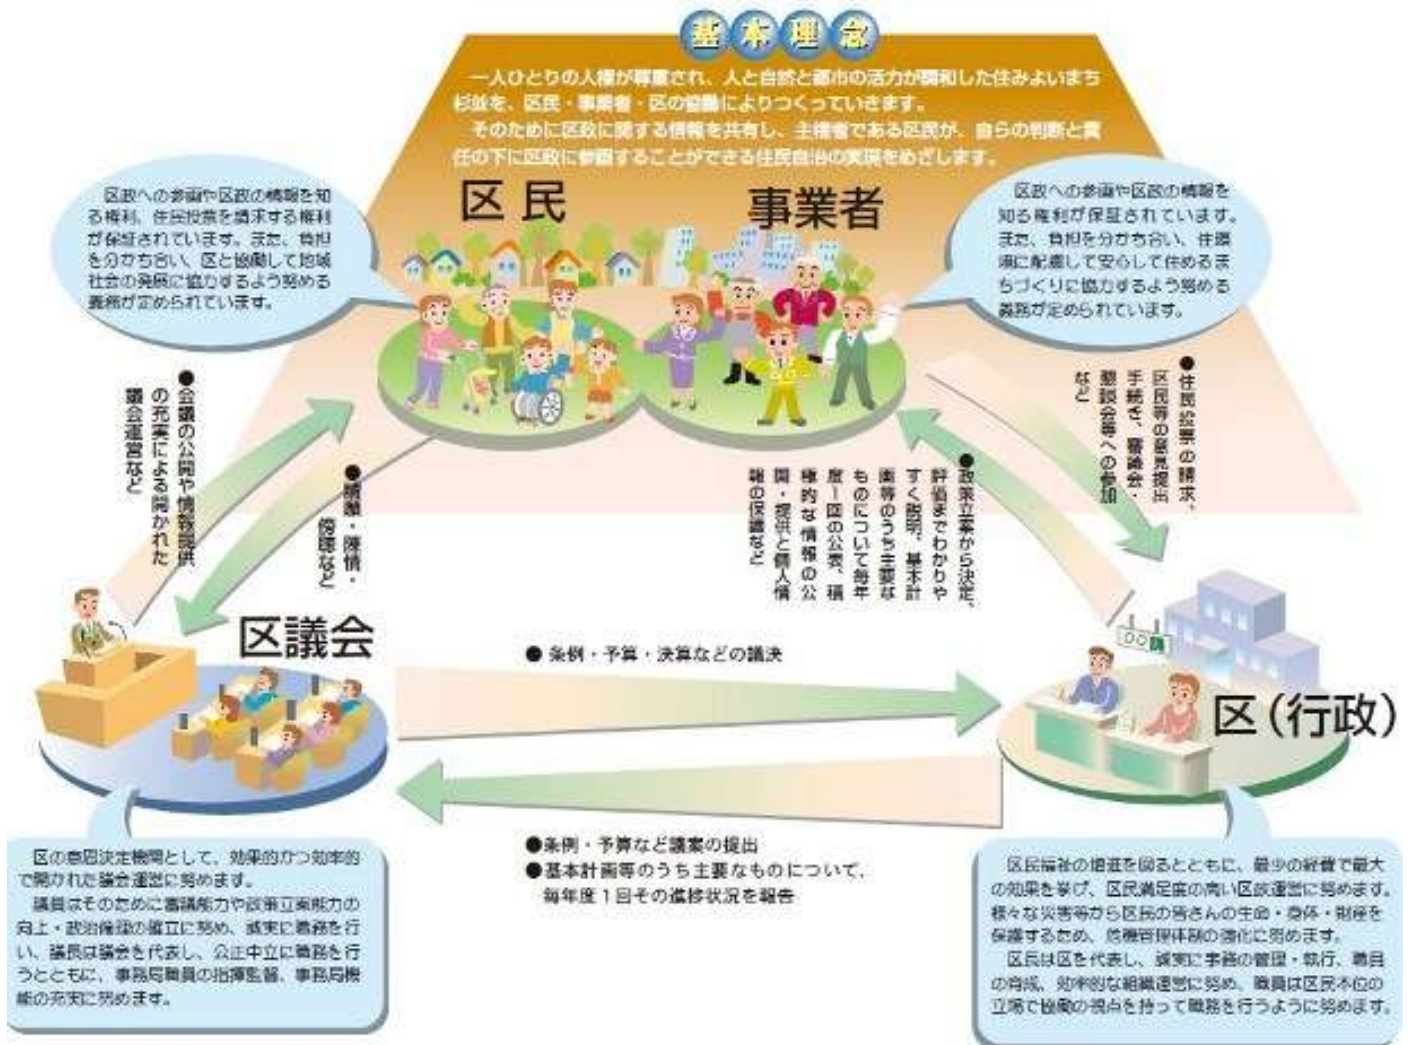 基本理念
一人ひとりの人権が尊重され、人と自然と都市の活力が調和した住みよいまち
杉並を、区民・事業者・区の協働によりつくっていきます。
そのために区政に関する情報を共有し、主権者である区民が、自らの判断と責
任の下に区政に参画することができる住民自治の実現をめざします。
区政への参画や区政の情報を知
る権利、住民投票を請求する権利
が保証されています。また、負担
を分かち合い、区と協働して地域
社会の発展に協力するよう努める
義務が定められています。
区民
事業者
区政への参画や区政の情報を
知る権利が保証されています。
また、負担を分かち合い、住環
境に配慮して安心して住めるま
ちづくりに協力するよう努める
義務が定められています。
●会議の公開や情報提供
の充実による開かれた
議会運営など
●請願・陳情・
傍聴など
●政策立案から決定、
評価までわかりや
すく説明、基本計
画等のうち主要な
ものについて毎年
度一回の公表、積
極的な情報の公
開・提供と個人情
報の保護など
●住民投票の請求、
区民等の意見提出
手続き、審議会・
懇談会等への参加
など
区議会
●条例・予算・決算などの議決
区(行政)
●条例・予算など議案の提出
●基本計画等のうち主要なものについて、
毎年度1回その進捗状況を報告
区の意思決定機関として、効果的かつ効率的
で開かれた議会運営に努めます。
議員はそのために審議能力や政策立案能力の
向上・政治倫理の確立に努め、誠実に職務を行
い、議長は議会を代表し、公正中立に職務を行
うとともに、事務局職員の指揮監督、事務局機
能の充実に努めます。
区民福祉の増進を図るとともに、最少の経費で最大
の効果を挙げ、区民満足度の高い区政運営に努めます。
様々な災害等から区民の皆さんの生命・身体・財産を
保護するため、危機管理体制の強化に努めます。
区長は区を代表し、誠実に事務の管理・執行、職員
の育成、効率的な組織運営に努め、職員は区民本位の
立場で協働の視点を持って職務を行うように努めます。